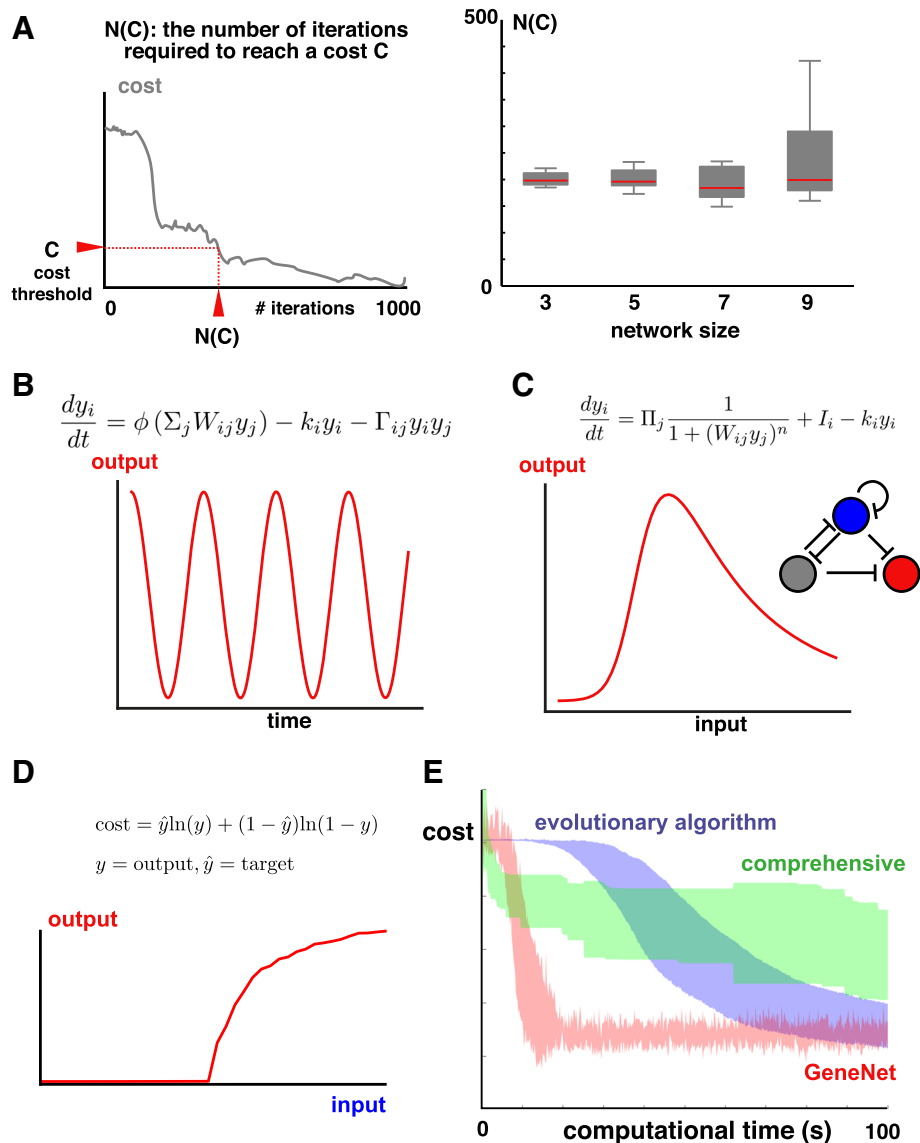 A
N(C): the number of iterations
required to reach a cost C
cost
C
cost
threshold
0
# iterations
1000
N(C)
500
N(C)
0
3
5
7
9
network size
B
dy_i/dt = ϕ (Σ_j W_ij y_j) − k_i y_i − Γ_ij y_i y_j
output
time
C
dy_i/dt = Π_j 1/(1 + (W_ij y_j)^n) + I_i − k_i y_i
output
input
D
cost = ŷln(y) + (1 − ŷ)ln(1 − y)
y = output, ŷ = target
output
input
E
cost
evolutionary algorithm
comprehensive
GeneNet
0
computational time (s)
100